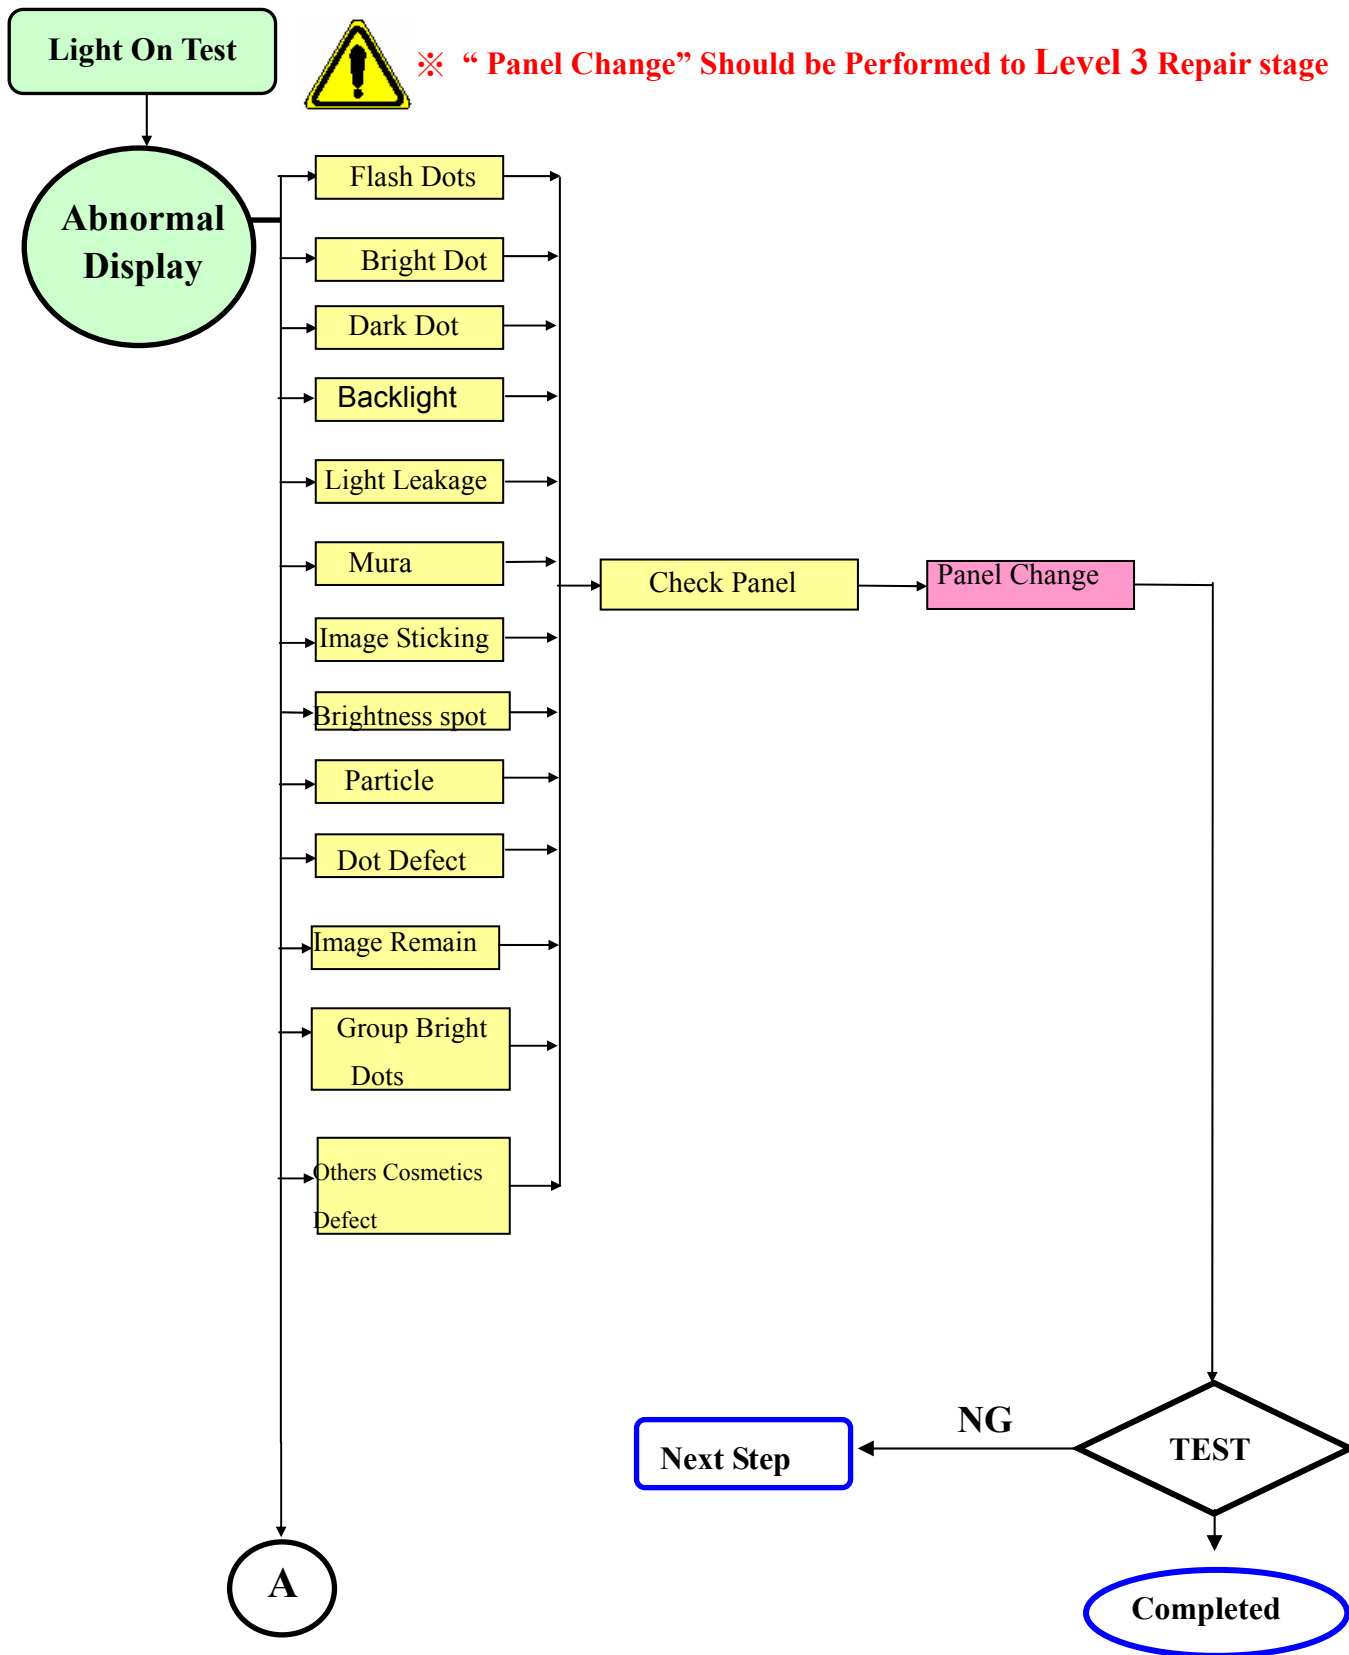 Light On Test
※ “ Panel Change” Should be Performed to Level 3 Repair stage
Abnormal
Display
Flash Dots
Bright Dot
Dark Dot
Backlight
Light Leakage
Mura
Image Sticking
Brightness spot
Particle
Dot Defect
Image Remain
Group Bright
Dots
Others Cosmetics
Defect
Check Panel
Panel Change
TEST
NG
Next Step
Completed
A